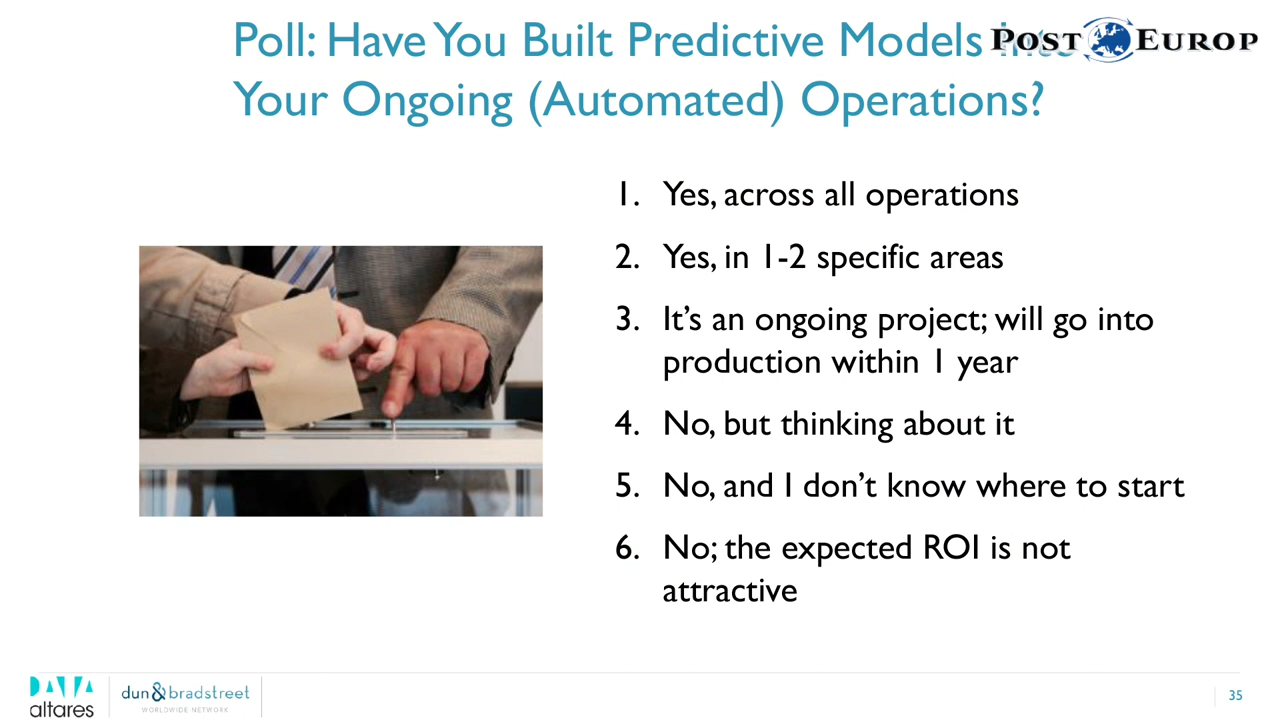 Poll: Have You Built Predictive Models into
POST EUROP
Your Ongoing (Automated) Operations?
1. Yes, across all operations
2. Yes, in 1-2 specific areas
3. It's an ongoing project; will go into
production within 1 year
4. No, but thinking about it
5. No, and I don't know where to start
6. No; the expected ROI is not
attractive
DATA
altares
dun&bradstreet
WORLDWIDE NETWORK
35